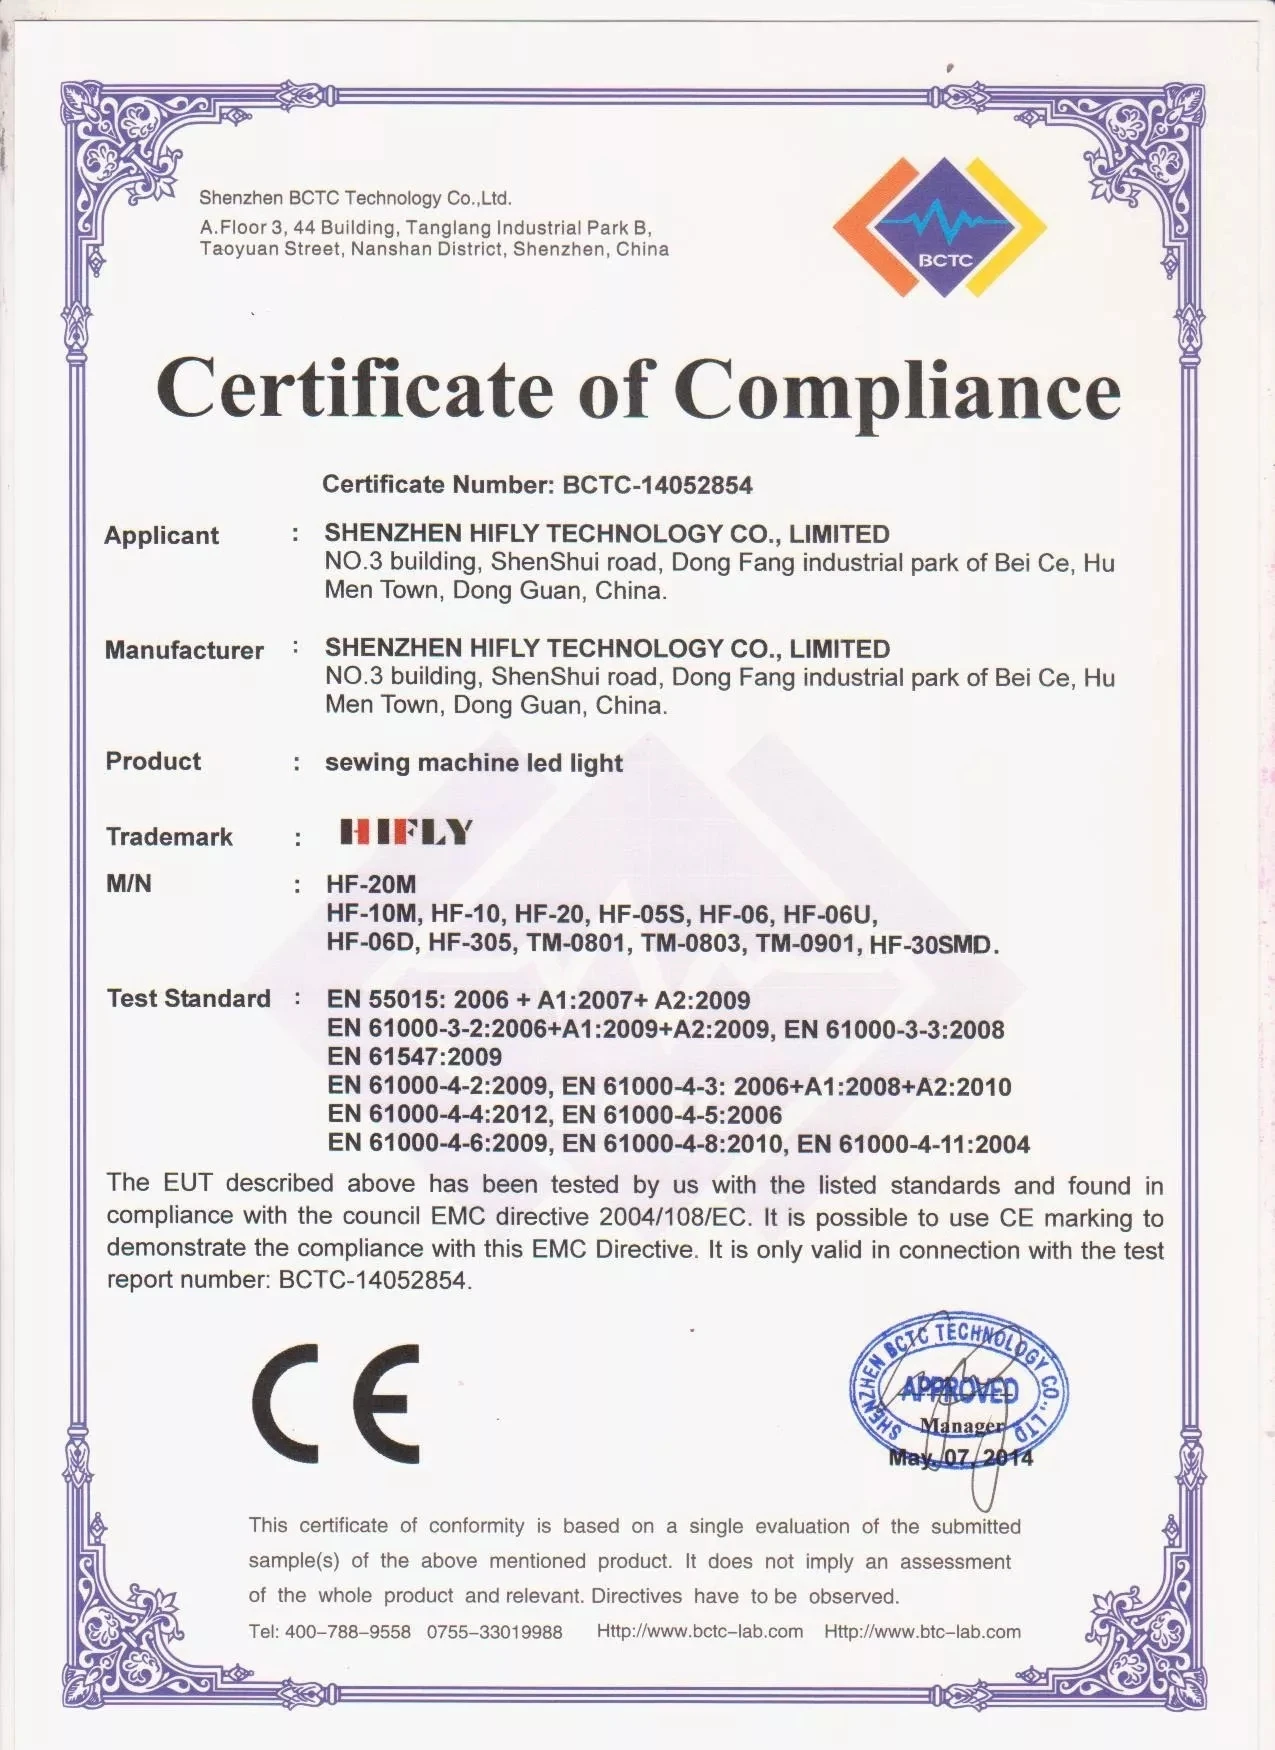 Shenzhen BCTC Technology Co.,Ltd.
A.Floor 3, 44 Building, Tanglang Industrial Park B,
Taoyuan Street, Nanshan District, Shenzhen, China
BCTC
Certificate of Compliance
Certificate Number: BCTC-14052854
Applicant : SHENZHEN HIFLY TECHNOLOGY CO., LIMITED
NO.3 building, ShenShui road, Dong Fang industrial park of Bei Ce, Hu
Men Town, Dong Guan, China.
Manufacturer : SHENZHEN HIFLY TECHNOLOGY CO., LIMITED
NO.3 building, ShenShui road, Dong Fang industrial park of Bei Ce, Hu
Men Town, Dong Guan, China.
Product : sewing machine led light
Trademark : HIFLY
M/N : HF-20M
HF-10M, HF-10, HF-20, HF-05S, HF-06, HF-06U,
HF-06D, HF-305, TM-0801, TM-0803, TM-0901, HF-30SMD.
Test Standard : EN 55015: 2006 + A1:2007+ A2:2009
EN 61000-3-2:2006+A1:2009+A2:2009, EN 61000-3-3:2008
EN 61547:2009
EN 61000-4-2:2009, EN 61000-4-3: 2006+A1:2008+A2:2010
EN 61000-4-4:2012, EN 61000-4-5:2006
EN 61000-4-6:2009, EN 61000-4-8:2010, EN 61000-4-11:2004
The EUT described above has been tested by us with the listed standards and found in
compliance with the council EMC directive 2004/108/EC. It is possible to use CE marking to
demonstrate the compliance with this EMC Directive. It is only valid in connection with the test
report number: BCTC-14052854.
CE
SHENZHEN BCTC TECHNOLOGY CO., LTD
APPROVED
Manager
May, 07, 2014
This certificate of conformity is based on a single evaluation of the submitted
sample(s) of the above mentioned product. It does not imply an assessment
of the whole product and relevant. Directives have to be observed.
Tel: 400-788-9558 0755-33019988 Http://www.bctc-lab.com Http://www.btc-lab.com